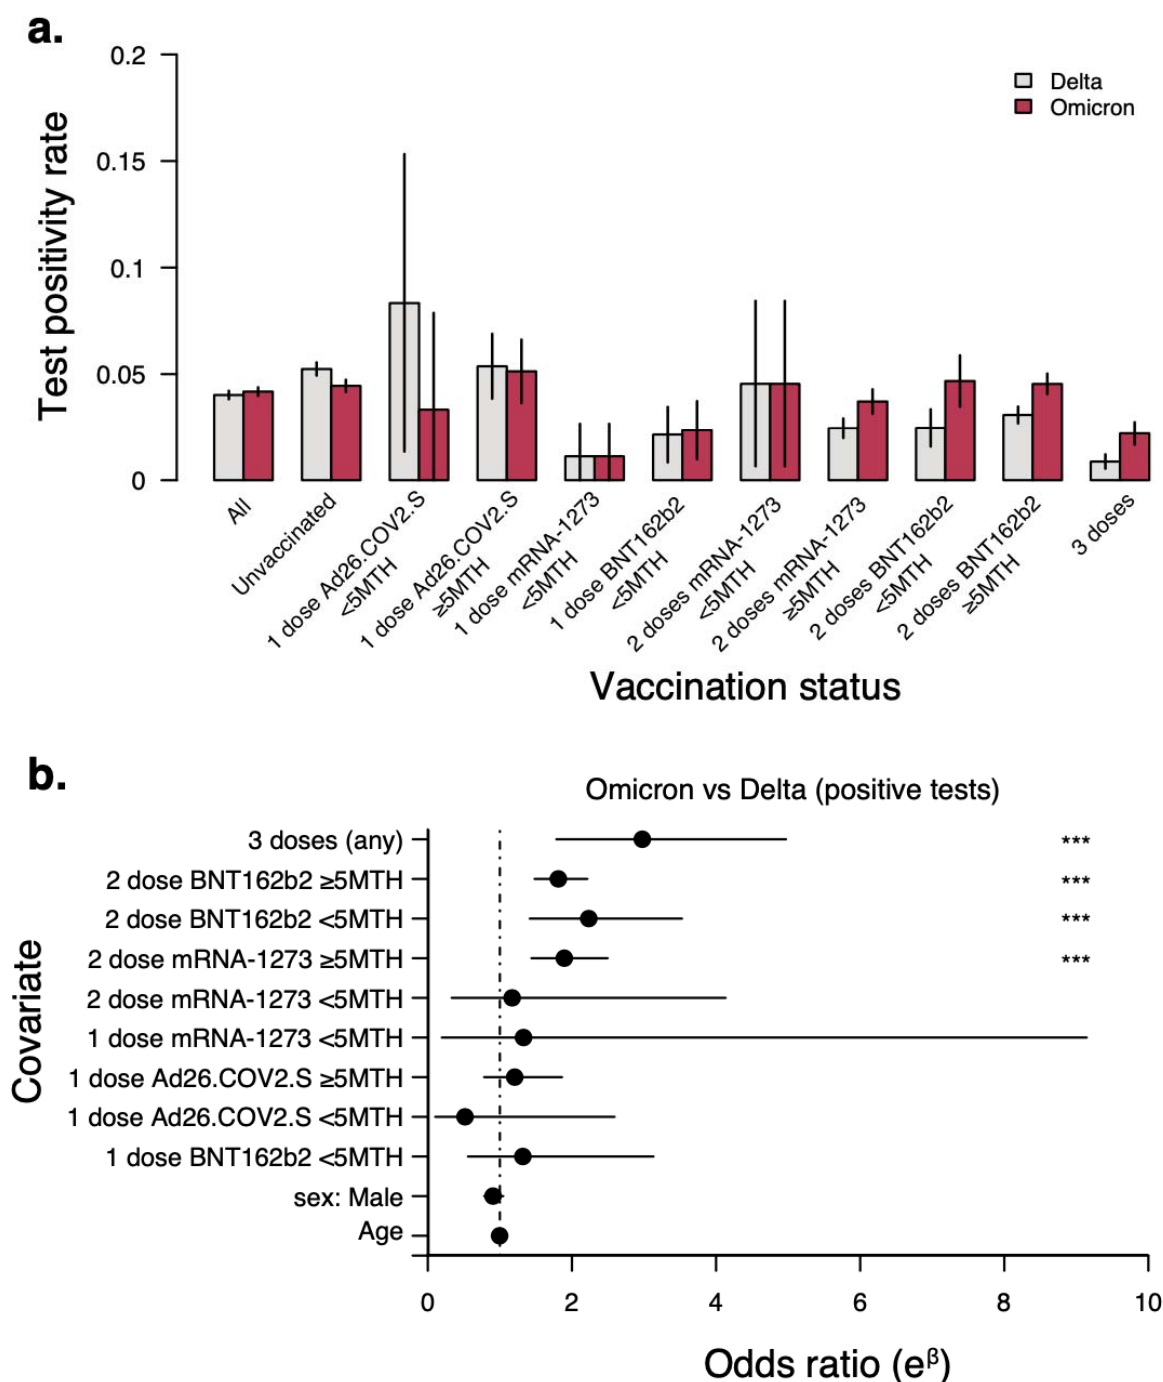 a.
0.2
0.15
0.1
0.05
0
Test positivity rate
Delta
Omicron
All
Unvaccinated
1 dose Ad26.COV2.S
<5MTH
1 dose Ad26.COV2.S
≥5MTH
1 dose mRNA-1273
<5MTH
1 dose BNT162b2
<5MTH
2 doses mRNA-1273
<5MTH
2 doses mRNA-1273
≥5MTH
2 doses BNT162b2
<5MTH
2 doses BNT162b2
≥5MTH
3 doses
Vaccination status
b.
Omicron vs Delta (positive tests)
Covariate
3 doses (any) ***
2 dose BNT162b2 ≥5MTH ***
2 dose BNT162b2 <5MTH ***
2 dose mRNA-1273 ≥5MTH ***
2 dose mRNA-1273 <5MTH
1 dose mRNA-1273 <5MTH
1 dose Ad26.COV2.S ≥5MTH
1 dose Ad26.COV2.S <5MTH
1 dose BNT162b2 <5MTH
sex: Male
Age
0 2 4 6 8 10
Odds ratio (eᵝ)